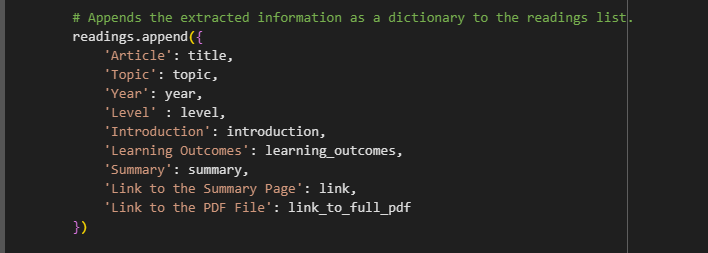 # Appends the extracted information as a dictionary to the readings list.
readings.append({
'Article': title,
'Topic': topic,
'Year': year,
'Level' : level,
'Introduction': introduction,
'Learning Outcomes': learning_outcomes,
'Summary': summary,
'Link to the Summary Page': link,
'Link to the PDF File': link_to_full_pdf
})